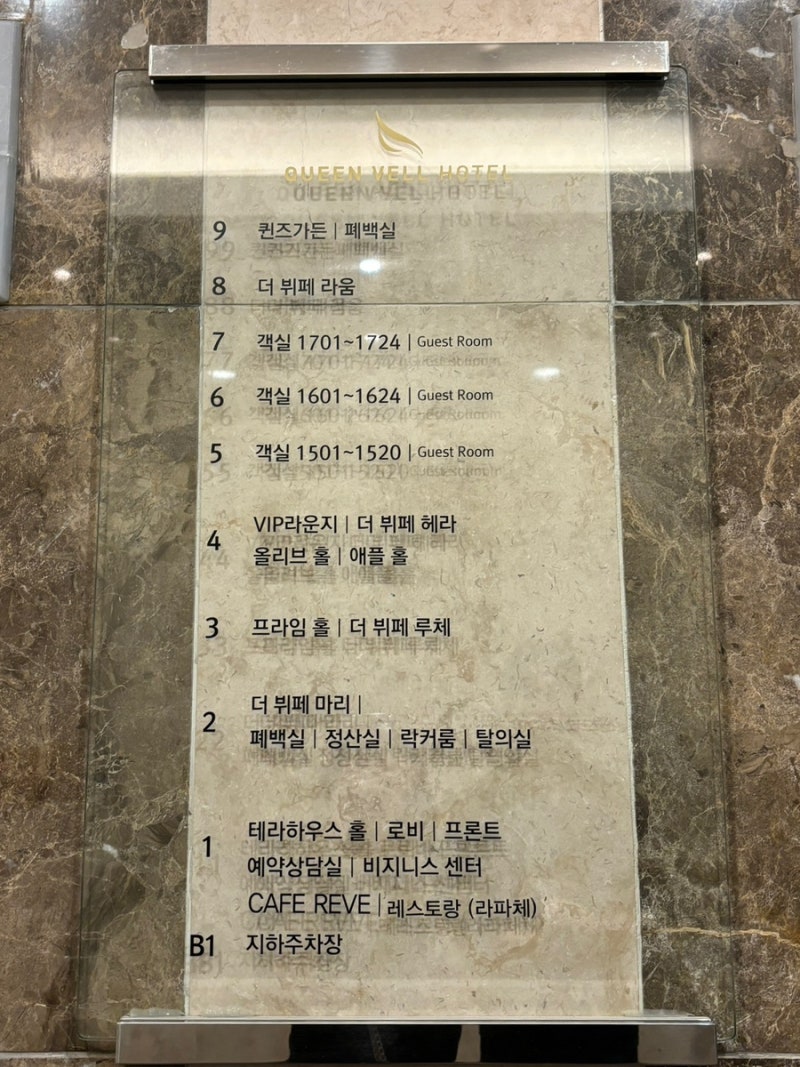 QUEEN VELL HOTEL
9 퀸즈가든 | 폐백실
8 더 뷔페 라움
7 객실 1701~1724 | Guest Room
6 객실 1601~1624 | Guest Room
5 객실 1501~1520 | Guest Room
4 VIP라운지 | 더 뷔페 헤라
올리브 홀 | 애플 홀
3 프라임 홀 | 더 뷔페 루체
2 더 뷔페 마리 |
폐백실 | 정산실 | 락커룸 | 탈의실
1 테라하우스 홀 | 로비 | 프론트
예약상담실 | 비지니스 센터
CAFE REVE | 레스토랑 (라파체)
B1 지하주차장